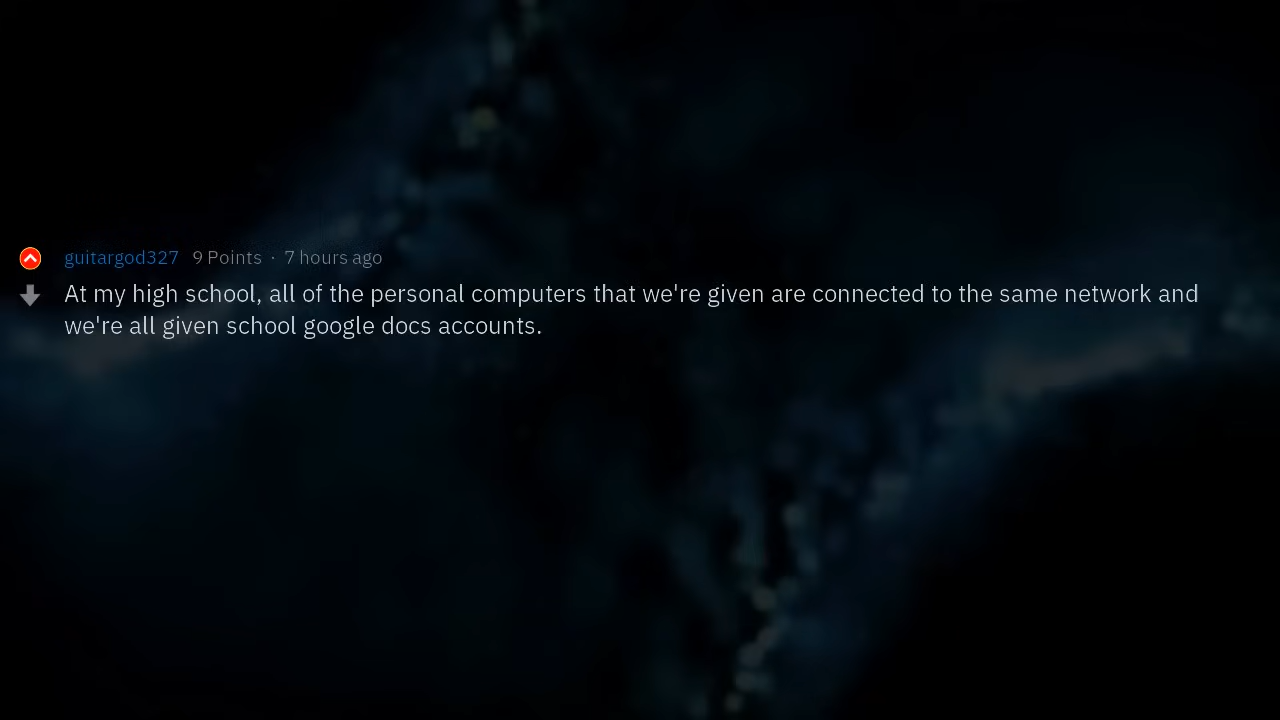 guitargod327 9 Points · 7 hours ago
At my high school, all of the personal computers that we're given are connected to the same network and
we're all given school google docs accounts.